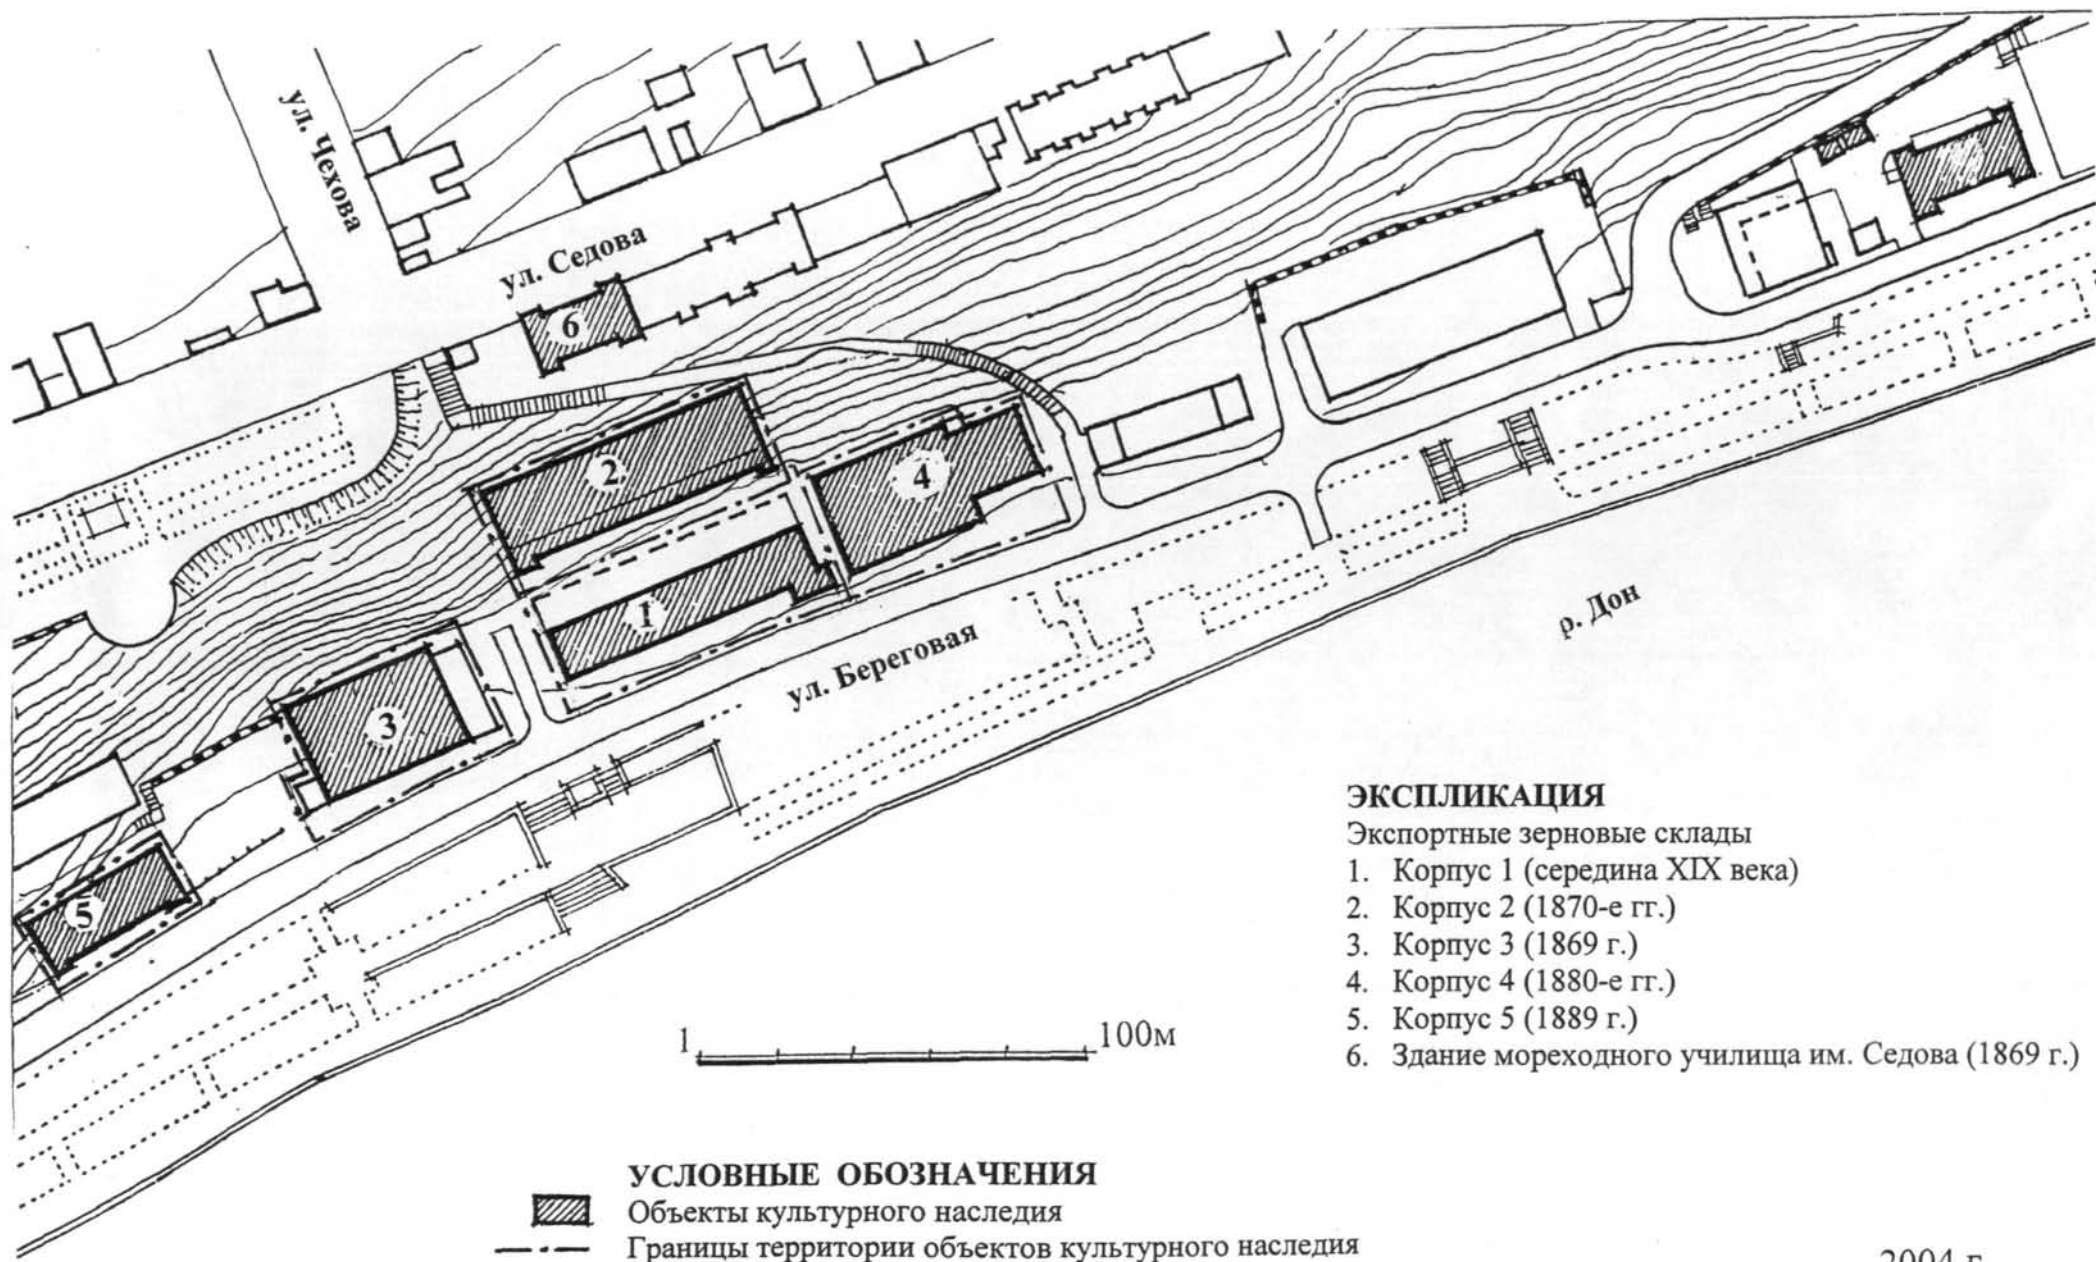 ул. Чехова
ул. Седова
6
2
4
1
3
5
ул. Береговая
р. Дон
ЭКСПЛИКАЦИЯ
Экспортные зерновые склады
1. Корпус 1 (середина XIX века)
2. Корпус 2 (1870-е гг.)
3. Корпус 3 (1869 г.)
4. Корпус 4 (1880-е гг.)
5. Корпус 5 (1889 г.)
6. Здание мореходного училища им. Седова (1869 г.)
1 100м
УСЛОВНЫЕ ОБОЗНАЧЕНИЯ
Объекты культурного наследия
Границы территории объектов культурного наследия
2004 г.